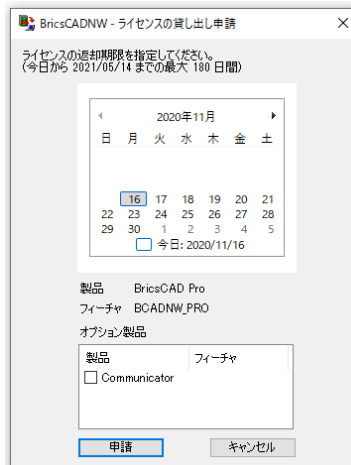 BricsCADNW - ライセンスの貸し出し申請
ライセンスの返却期限を指定してください。
(今日から 2021/05/14 までの最大 180 日間)
2020年11月
日 月 火 水 木 金 土
16 17 18 19 20 21
22 23 24 25 26 27 28
29 30 1 2 3 4 5
今日: 2020/11/16
製品 BricsCAD Pro
フィーチャ BCADNW_PRO
オプション製品
製品 フィーチャ
Communicator
申請 キャンセル